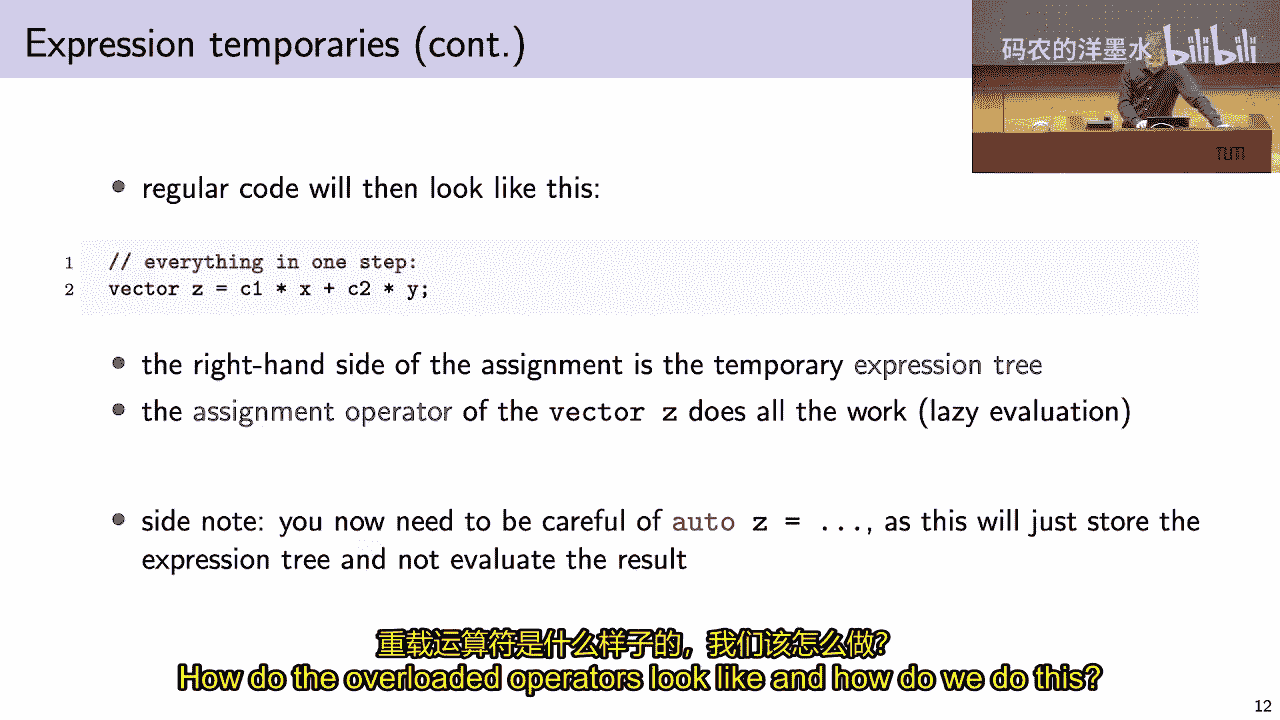 Expression temporaries (cont.)
码农的洋墨水 bilibili
TUM
• regular code will then look like this:
1 // everything in one step:
2 vector z = c1 * x + c2 * y;
• the right-hand side of the assignment is the temporary expression tree
• the assignment operator of the vector z does all the work (lazy evaluation)
• side note: you now need to be careful of auto z = ..., as this will just store the
expression tree and not evaluate the result
重载运算符是什么样子的，我们该怎么做？
How do the overloaded operators look like and how do we do this?
12